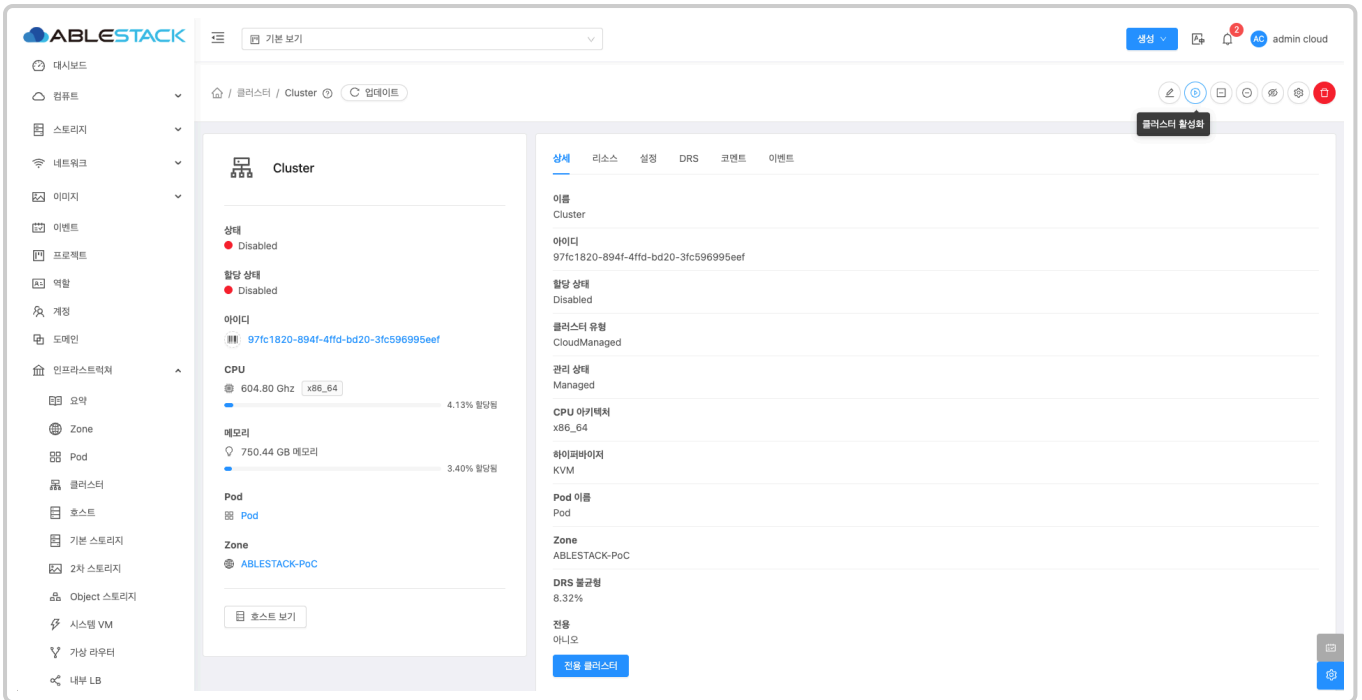 ABLESTACK
기본 보기
생성
2
AC
admin cloud
대시보드
컴퓨트
스토리지
네트워크
이미지
이벤트
프로젝트
역할
계정
도메인
인프라스트럭쳐
요약
Zone
Pod
클러스터
호스트
기본 스토리지
2차 스토리지
Object 스토리지
시스템 VM
가상 라우터
내부 LB
/ 클러스터 / Cluster
업데이트
클러스터 활성화
Cluster
상태
Disabled
할당 상태
Disabled
아이디
97fc1820-894f-4ffd-bd20-3fc596995eef
CPU
604.80 Ghz x86_64
4.13% 할당됨
메모리
750.44 GB 메모리
3.40% 할당됨
Pod
Pod
Zone
ABLESTACK-PoC
호스트 보기
상세 리소스 설정 DRS 코멘트 이벤트
이름
Cluster
아이디
97fc1820-894f-4ffd-bd20-3fc596995eef
할당 상태
Disabled
클러스터 유형
CloudManaged
관리 상태
Managed
CPU 아키텍처
x86_64
하이퍼바이저
KVM
Pod 이름
Pod
Zone
ABLESTACK-PoC
DRS 불균형
8.32%
전용
아니오
전용 클러스터